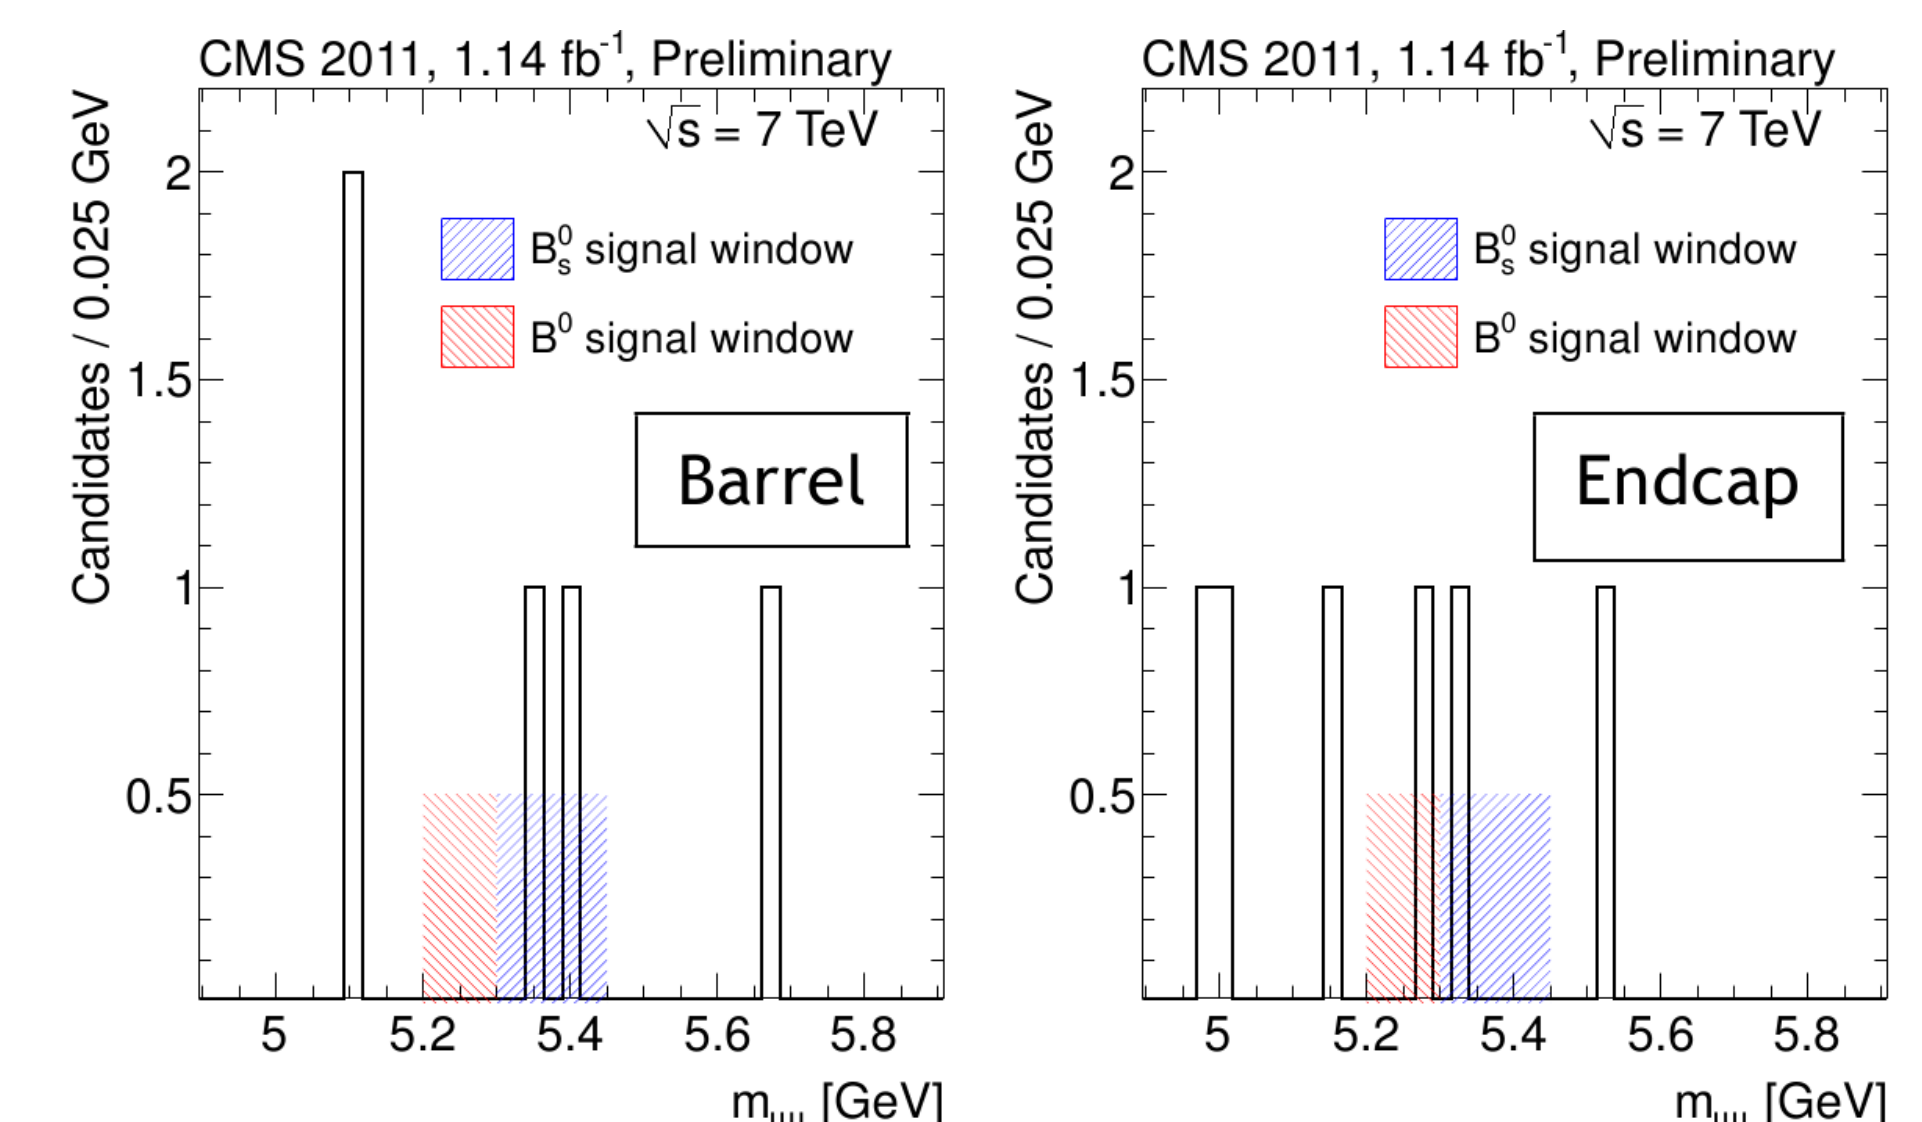 CMS 2011, 1.14 fb⁻¹, Preliminary
√s = 7 TeV
Candidates / 0.025 GeV
2
1.5
1
0.5
B⁰ₛ signal window
B⁰ signal window
Barrel
5 5.2 5.4 5.6 5.8
m_μμ [GeV]
CMS 2011, 1.14 fb⁻¹, Preliminary
√s = 7 TeV
Candidates / 0.025 GeV
2
1.5
1
0.5
B⁰ₛ signal window
B⁰ signal window
Endcap
5 5.2 5.4 5.6 5.8
m_μμ [GeV]